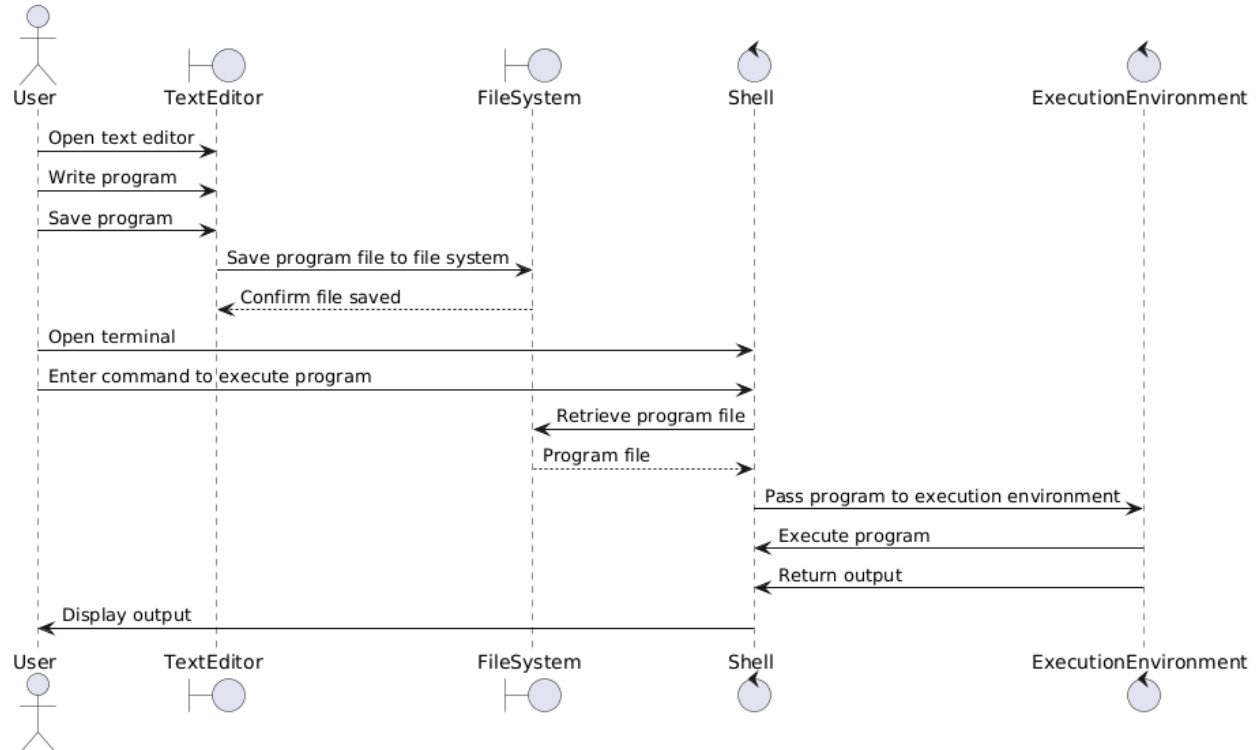 User TextEditor FileSystem Shell ExecutionEnvironment
Open text editor
Write program
Save program
Save program file to file system
Confirm file saved
Open terminal
Enter command to execute program
Retrieve program file
Program file
Pass program to execution environment
Execute program
Return output
Display output
User TextEditor FileSystem Shell ExecutionEnvironment